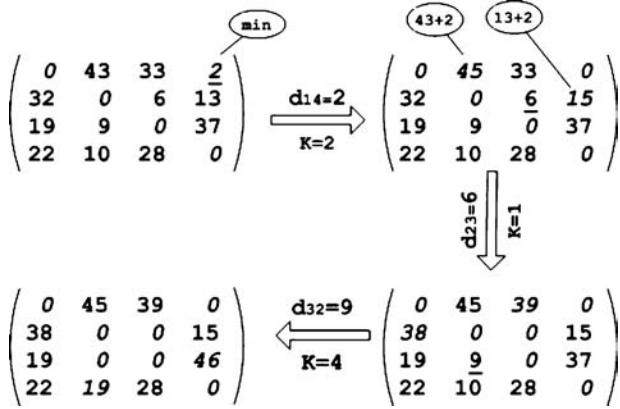 min
43+2
13+2
0 43 33 2
32 0 6 13
19 9 0 37
22 10 28 0
d14=2
K=2
0 45 33 0
32 0 6 15
19 9 0 37
22 10 28 0
d23=6
K=1
0 45 39 0
38 0 0 15
19 0 0 46
22 19 28 0
d32=9
K=4
0 45 39 0
38 0 0 15
19 9 0 37
22 10 28 0